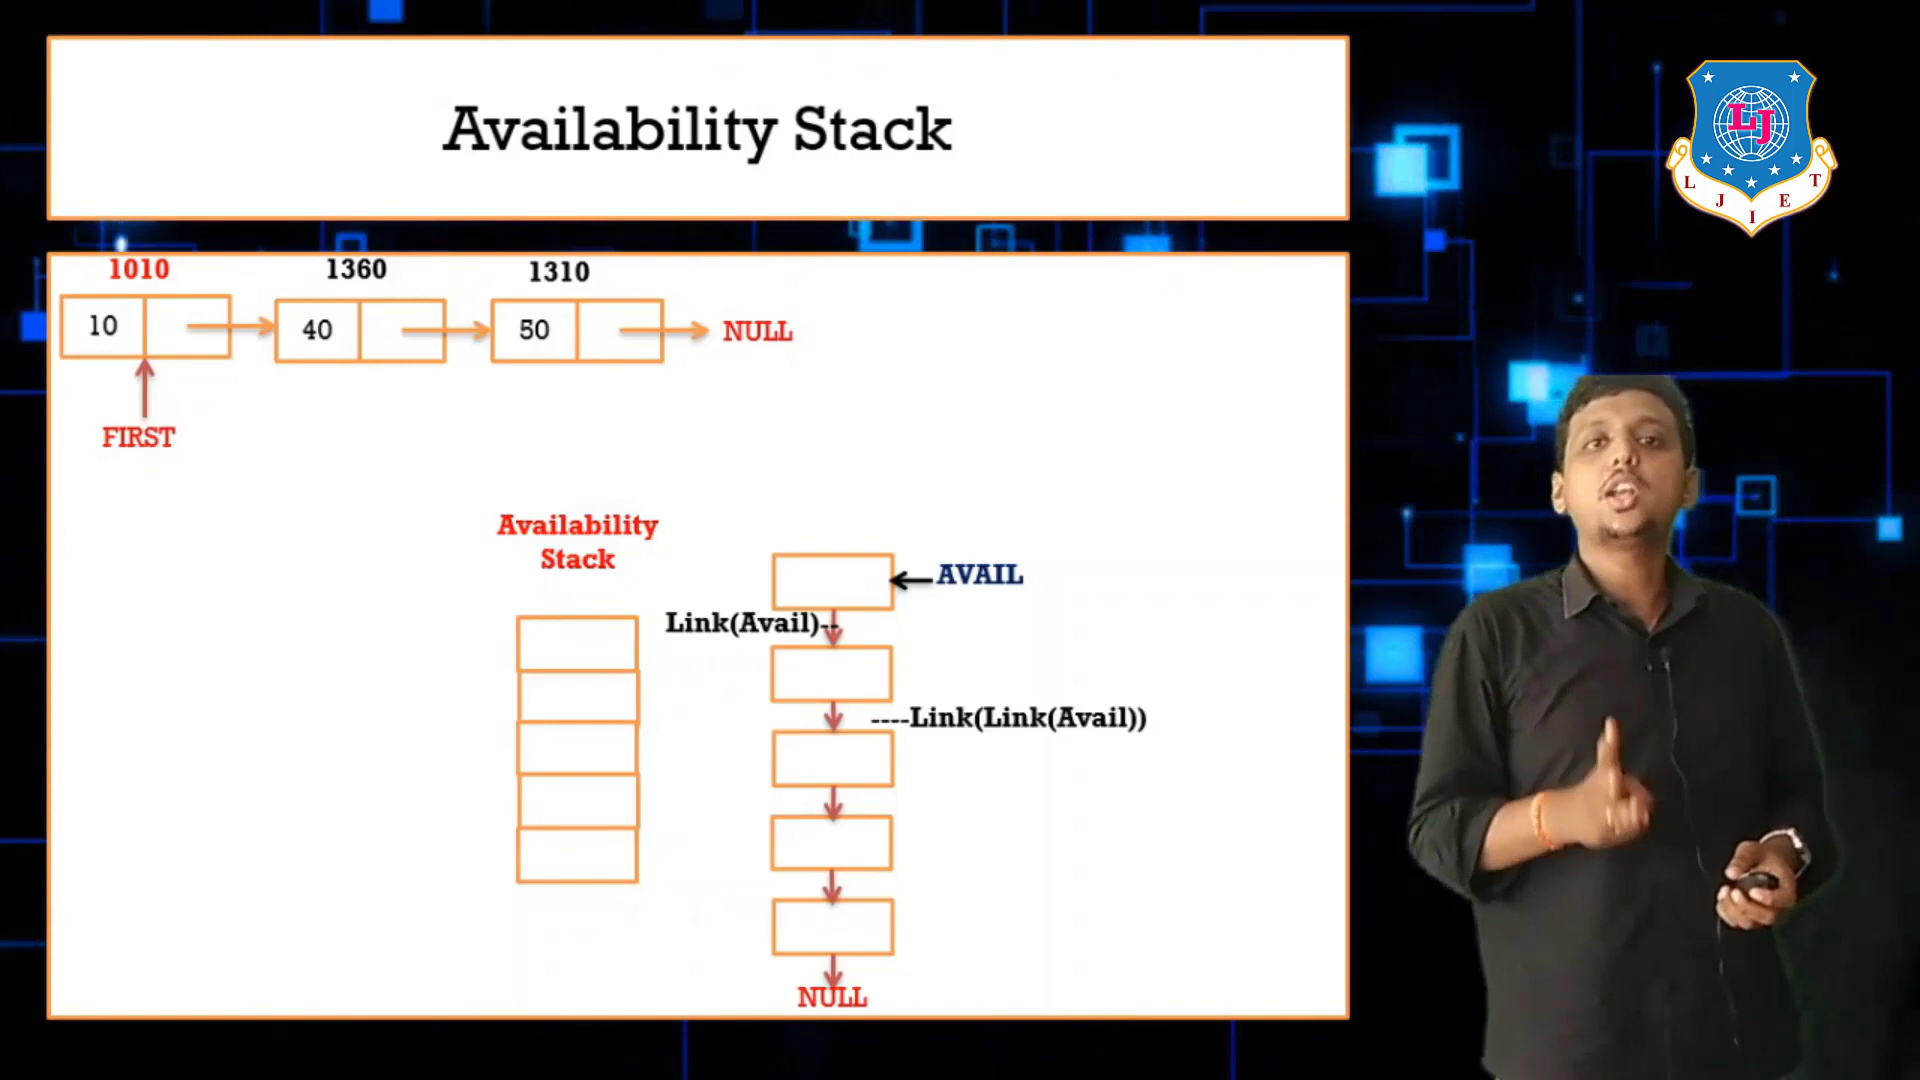 Availability Stack
LJ
L J I E T
1010 1360 1310
10 40 50 NULL
FIRST
Availability
Stack
AVAIL
Link(Avail)--
----Link(Link(Avail))
NULL